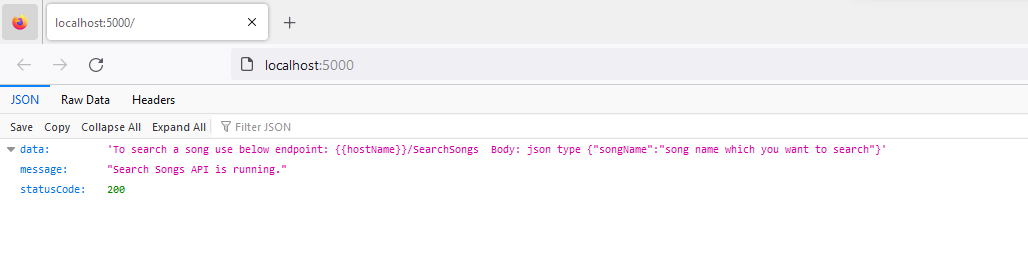 localhost:5000/
localhost:5000
JSON Raw Data Headers
Save Copy Collapse All Expand All Filter JSON
data: 'To search a song use below endpoint: {{hostName}}/SearchSongs  Body: json type {"songName":"song name which you want to search"}'
message: "Search Songs API is running."
statusCode: 200